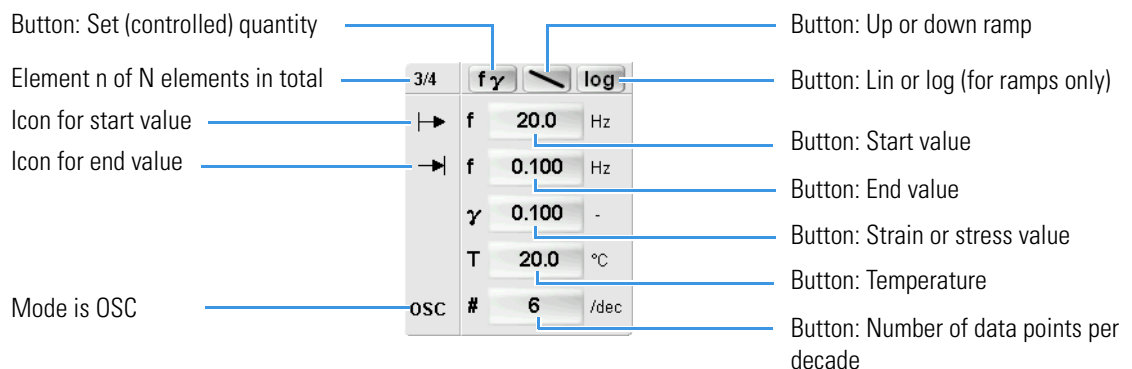 Button: Set (controlled) quantity
Element n of N elements in total
Icon for start value
Icon for end value
Mode is OSC
3/4 f γ log
f 20.0 Hz
f 0.100 Hz
γ 0.100 -
T 20.0 °C
OSC # 6 /dec
Button: Up or down ramp
Button: Lin or log (for ramps only)
Button: Start value
Button: End value
Button: Strain or stress value
Button: Temperature
Button: Number of data points per
decade